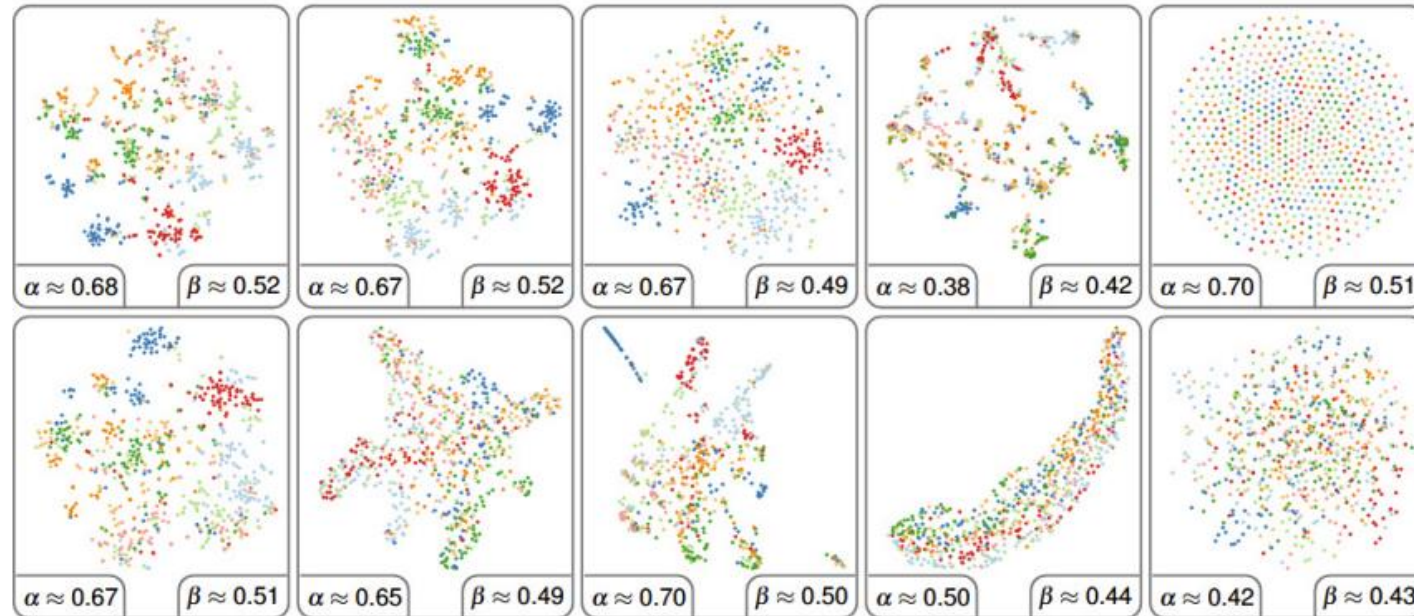 α ≈ 0.68 β ≈ 0.52 α ≈ 0.67 β ≈ 0.52 α ≈ 0.67 β ≈ 0.49 α ≈ 0.38 β ≈ 0.42 α ≈ 0.70 β ≈ 0.51
α ≈ 0.67 β ≈ 0.51 α ≈ 0.65 β ≈ 0.49 α ≈ 0.70 β ≈ 0.50 α ≈ 0.50 β ≈ 0.44 α ≈ 0.42 β ≈ 0.43